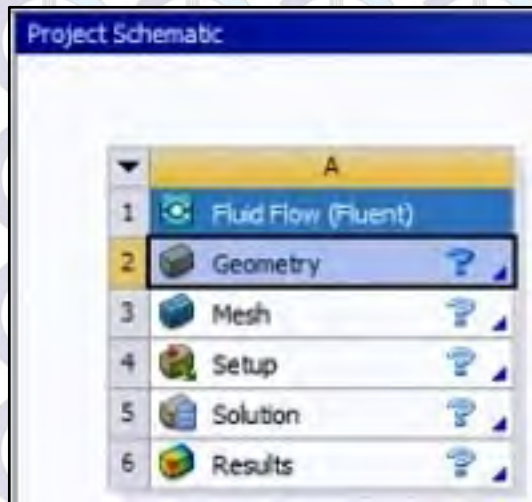 Project Schematic
A
1 Fluid Flow (Fluent)
2 Geometry ?
3 Mesh ?
4 Setup ?
5 Solution ?
6 Results ?